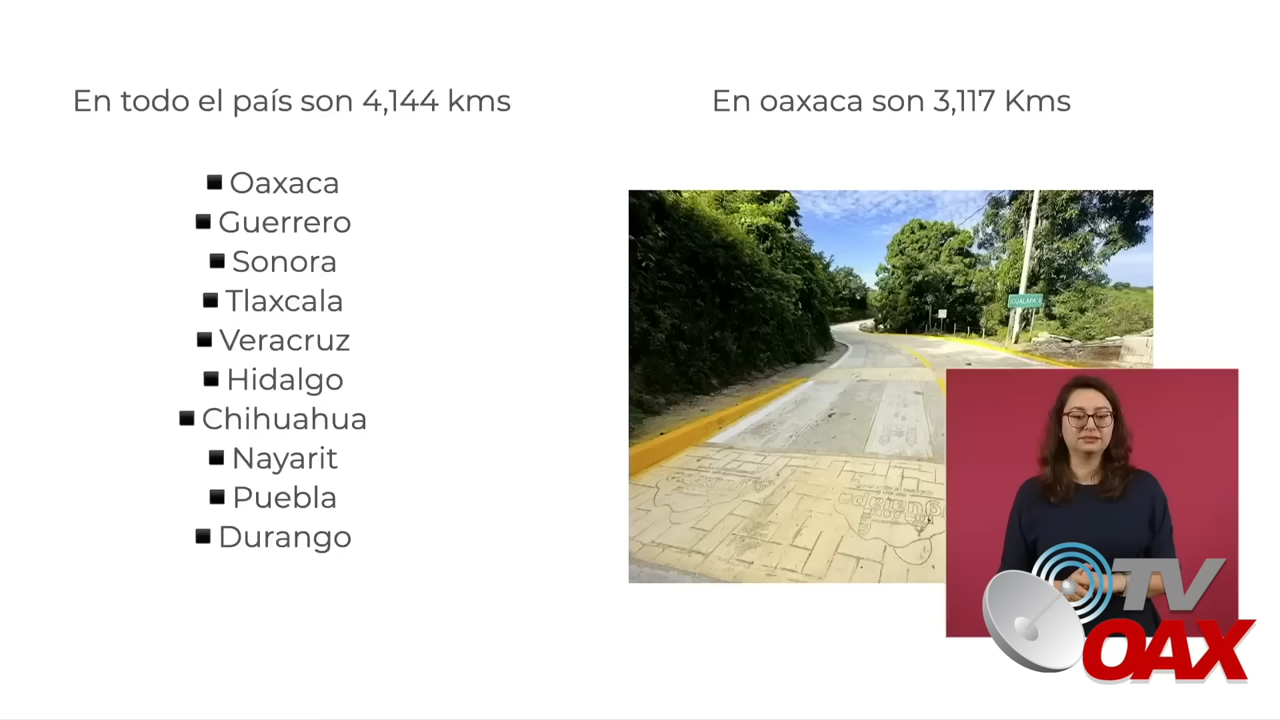 En todo el país son 4,144 kms
Oaxaca
Guerrero
Sonora
Tlaxcala
Veracruz
Hidalgo
Chihuahua
Nayarit
Puebla
Durango
En oaxaca son 3,117 Kms
TV
OAX